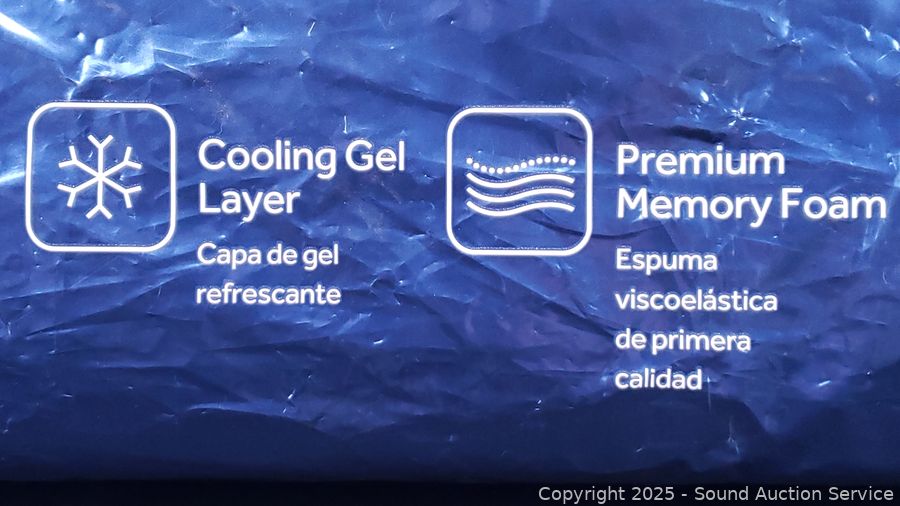 Cooling Gel
Layer
Capa de gel
refrescante
Premium
Memory Foam
Espuma
viscoelástica
de primera
calidad
Copyright 2025 - Sound Auction Service